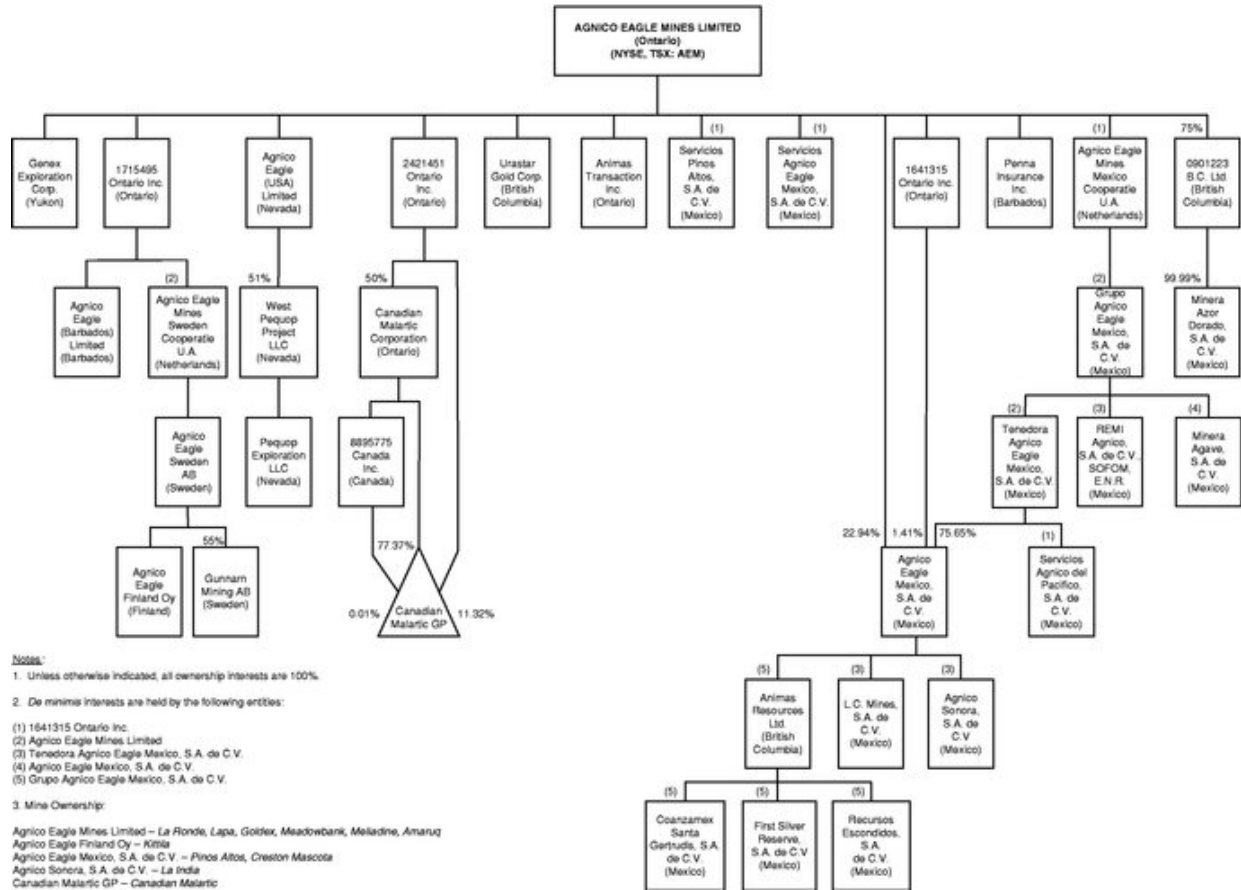 AGNICO EAGLE MINES LIMITED
(Ontario)
(NYSE, TSX: AEM)
Genex
Exploration
Corp.
(Yukon)
1715495
Ontario Inc.
(Ontario)
Agnico
Eagle
(USA)
Limited
(Nevada)
2421451
Ontario
Inc.
(Ontario)
Urastar
Gold Corp.
(British
Columbia)
Animas
Transaction
Inc.
(Ontario)
(1)
Servicios
Pinos
Altos,
S.A. de
C.V.
(Mexico)
(1)
Servicios
Agnico
Eagle
Mexico,
S.A. de C.V.
(Mexico)
1641315
Ontario Inc.
(Ontario)
Penna
Insurance
Inc.
(Barbados)
(1)
Agnico Eagle
Mines
Mexico
Cooperatie
U.A.
(Netherlands)
75%
0901223
B.C. Ltd.
(British
Columbia)
Agnico
Eagle
(Barbados)
Limited
(Barbados)
(2)
Agnico Eagle
Mines
Sweden
Cooperatie
U.A.
(Netherlands)
51%
West
Pequop
Project
LLC
(Nevada)
50%
Canadian
Malartic
Corporation
(Ontario)
(2)
Grupo
Agnico
Eagle
Mexico,
S.A. de
C.V.
(Mexico)
99.99%
Minera
Azor
Dorado,
S.A. de
C.V.
(Mexico)
Agnico
Eagle
Sweden
AB
(Sweden)
Pequop
Exploration
LLC
(Nevada)
8895775
Canada
Inc.
(Canada)
(2)
Tenedora
Agnico
Eagle
Mexico,
S.A. de C.V.
(Mexico)
(3)
REMI
Agnico,
S.A. de C.V.,
SOFOM,
E.N.R.
(Mexico)
(4)
Minera
Agave,
S.A. de
C.V.
(Mexico)
Agnico
Eagle
Finland Oy
(Finland)
55%
Gunnarn
Mining AB
(Sweden)
77.37%
0.01%
Canadian
Malartic GP
11.32%
22.94%
1.41%
75.65%
Agnico
Eagle
Mexico,
S.A. de
C.V.
(Mexico)
(1)
Servicios
Agnico del
Pacifico,
S.A. de
C.V.
(Mexico)
(5)
Animas
Resources
Ltd.
(British
Columbia)
(3)
L.C. Mines,
S.A. de
C.V.
(Mexico)
(3)
Agnico
Sonora,
S.A. de
C.V
(Mexico)
(5)
Coanzamex
Santa
Gertrudis, S.A.
de C.V.
(Mexico)
(5)
First Silver
Reserve,
S.A. de C.V
(Mexico)
(5)
Recursos
Escondidos,
S.A.
de C.V.
(Mexico)
Notes:
1. Unless otherwise indicated, all ownership interests are 100%.
2. De minimis interests are held by the following entities:
(1) 1641315 Ontario Inc.
(2) Agnico Eagle Mines Limited
(3) Tenedora Agnico Eagle Mexico, S.A. de C.V.
(4) Agnico Eagle Mexico, S.A. de C.V.
(5) Grupo Agnico Eagle Mexico, S.A. de C.V.
3. Mine Ownership:
Agnico Eagle Mines Limited – La Ronde, Lapa, Goldex, Meadowbank, Meliadine, Amaruq
Agnico Eagle Finland Oy – Kittila
Agnico Eagle Mexico, S.A. de C.V. – Pinos Altos, Creston Mascota
Agnico Sonora, S.A. de C.V. – La India
Canadian Malartic GP – Canadian Malartic